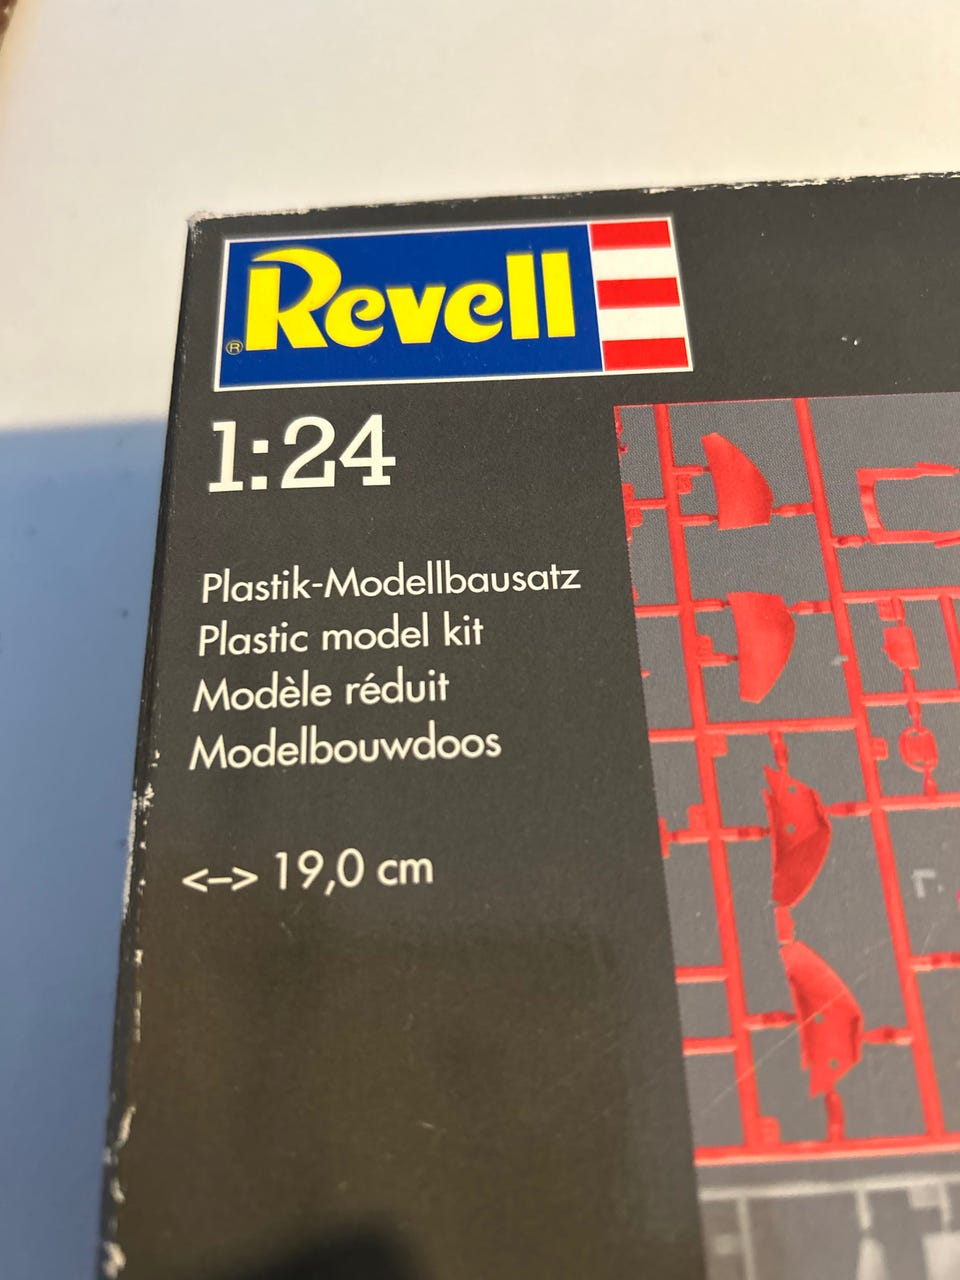 Revell
®
1:24
Plastik-Modellbausatz
Plastic model kit
Modèle réduit
Modelbouwdoos
<--> 19,0 cm